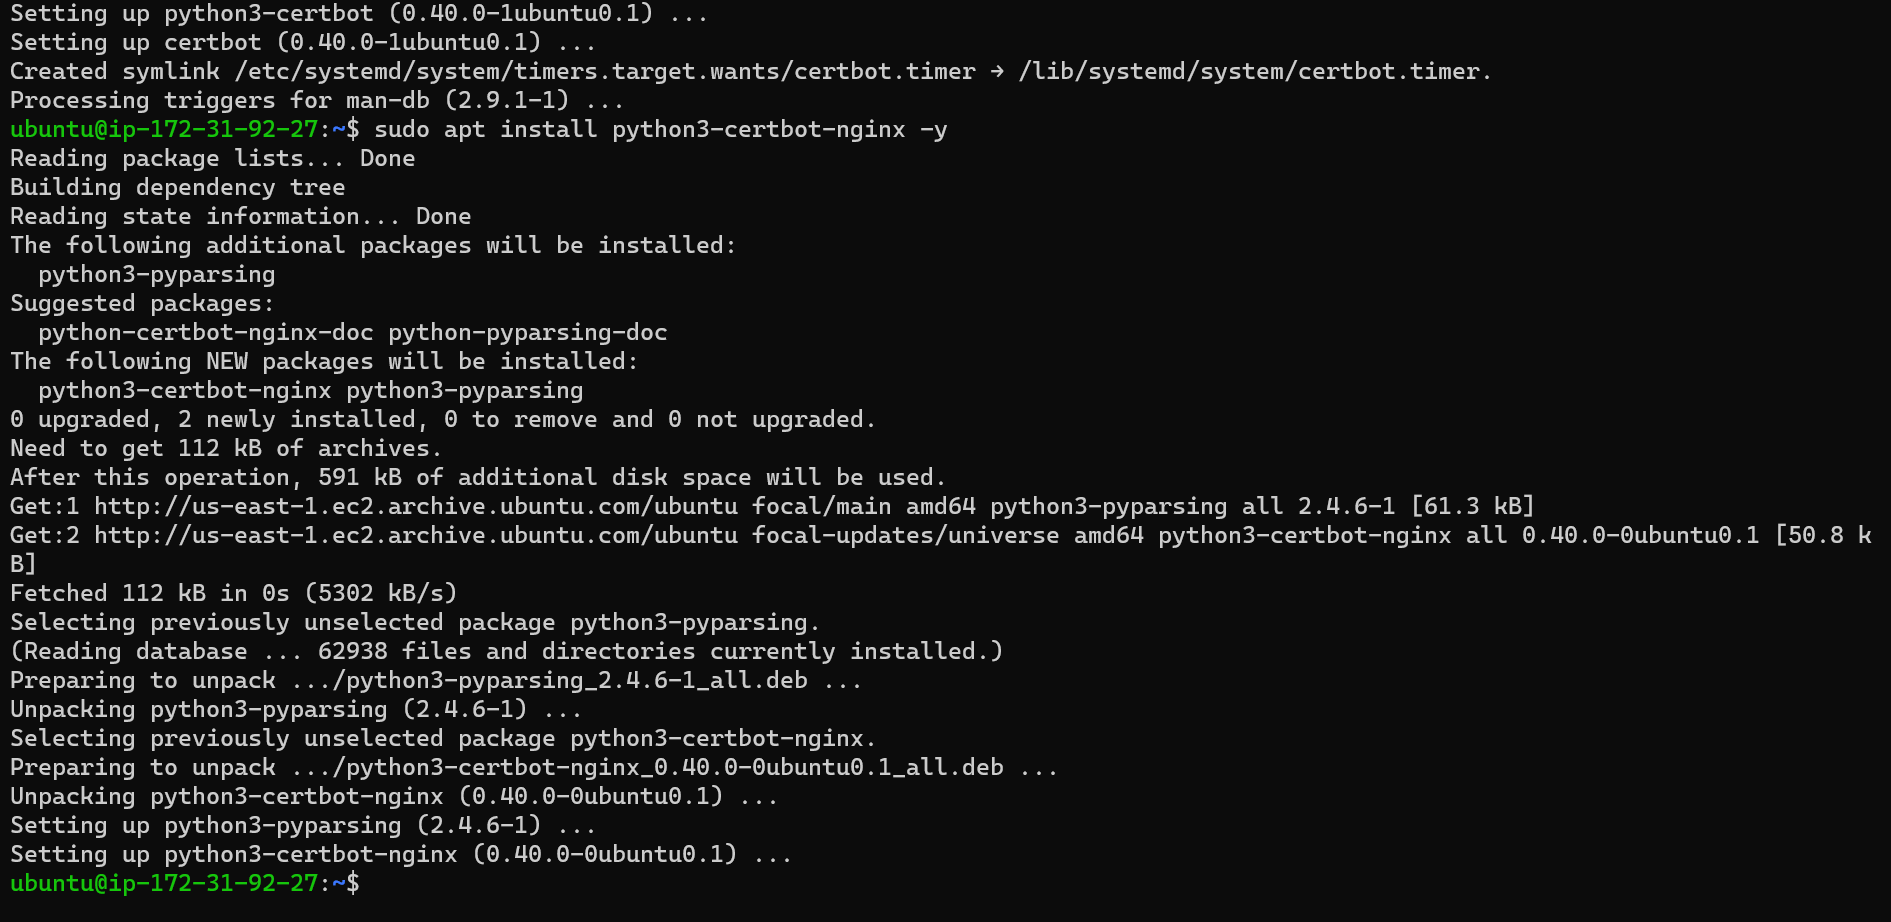 Setting up python3-certbot (0.40.0-1ubuntu0.1) ...
Setting up certbot (0.40.0-1ubuntu0.1) ...
Created symlink /etc/systemd/system/timers.target.wants/certbot.timer → /lib/systemd/system/certbot.timer.
Processing triggers for man-db (2.9.1-1) ...
ubuntu@ip-172-31-92-27:~$ sudo apt install python3-certbot-nginx -y
Reading package lists... Done
Building dependency tree
Reading state information... Done
The following additional packages will be installed:
  python3-pyparsing
Suggested packages:
  python-certbot-nginx-doc python-pyparsing-doc
The following NEW packages will be installed:
  python3-certbot-nginx python3-pyparsing
0 upgraded, 2 newly installed, 0 to remove and 0 not upgraded.
Need to get 112 kB of archives.
After this operation, 591 kB of additional disk space will be used.
Get:1 http://us-east-1.ec2.archive.ubuntu.com/ubuntu focal/main amd64 python3-pyparsing all 2.4.6-1 [61.3 kB]
Get:2 http://us-east-1.ec2.archive.ubuntu.com/ubuntu focal-updates/universe amd64 python3-certbot-nginx all 0.40.0-0ubuntu0.1 [50.8 k
B]
Fetched 112 kB in 0s (5302 kB/s)
Selecting previously unselected package python3-pyparsing.
(Reading database ... 62938 files and directories currently installed.)
Preparing to unpack .../python3-pyparsing_2.4.6-1_all.deb ...
Unpacking python3-pyparsing (2.4.6-1) ...
Selecting previously unselected package python3-certbot-nginx.
Preparing to unpack .../python3-certbot-nginx_0.40.0-0ubuntu0.1_all.deb ...
Unpacking python3-certbot-nginx (0.40.0-0ubuntu0.1) ...
Setting up python3-pyparsing (2.4.6-1) ...
Setting up python3-certbot-nginx (0.40.0-0ubuntu0.1) ...
ubuntu@ip-172-31-92-27:~$